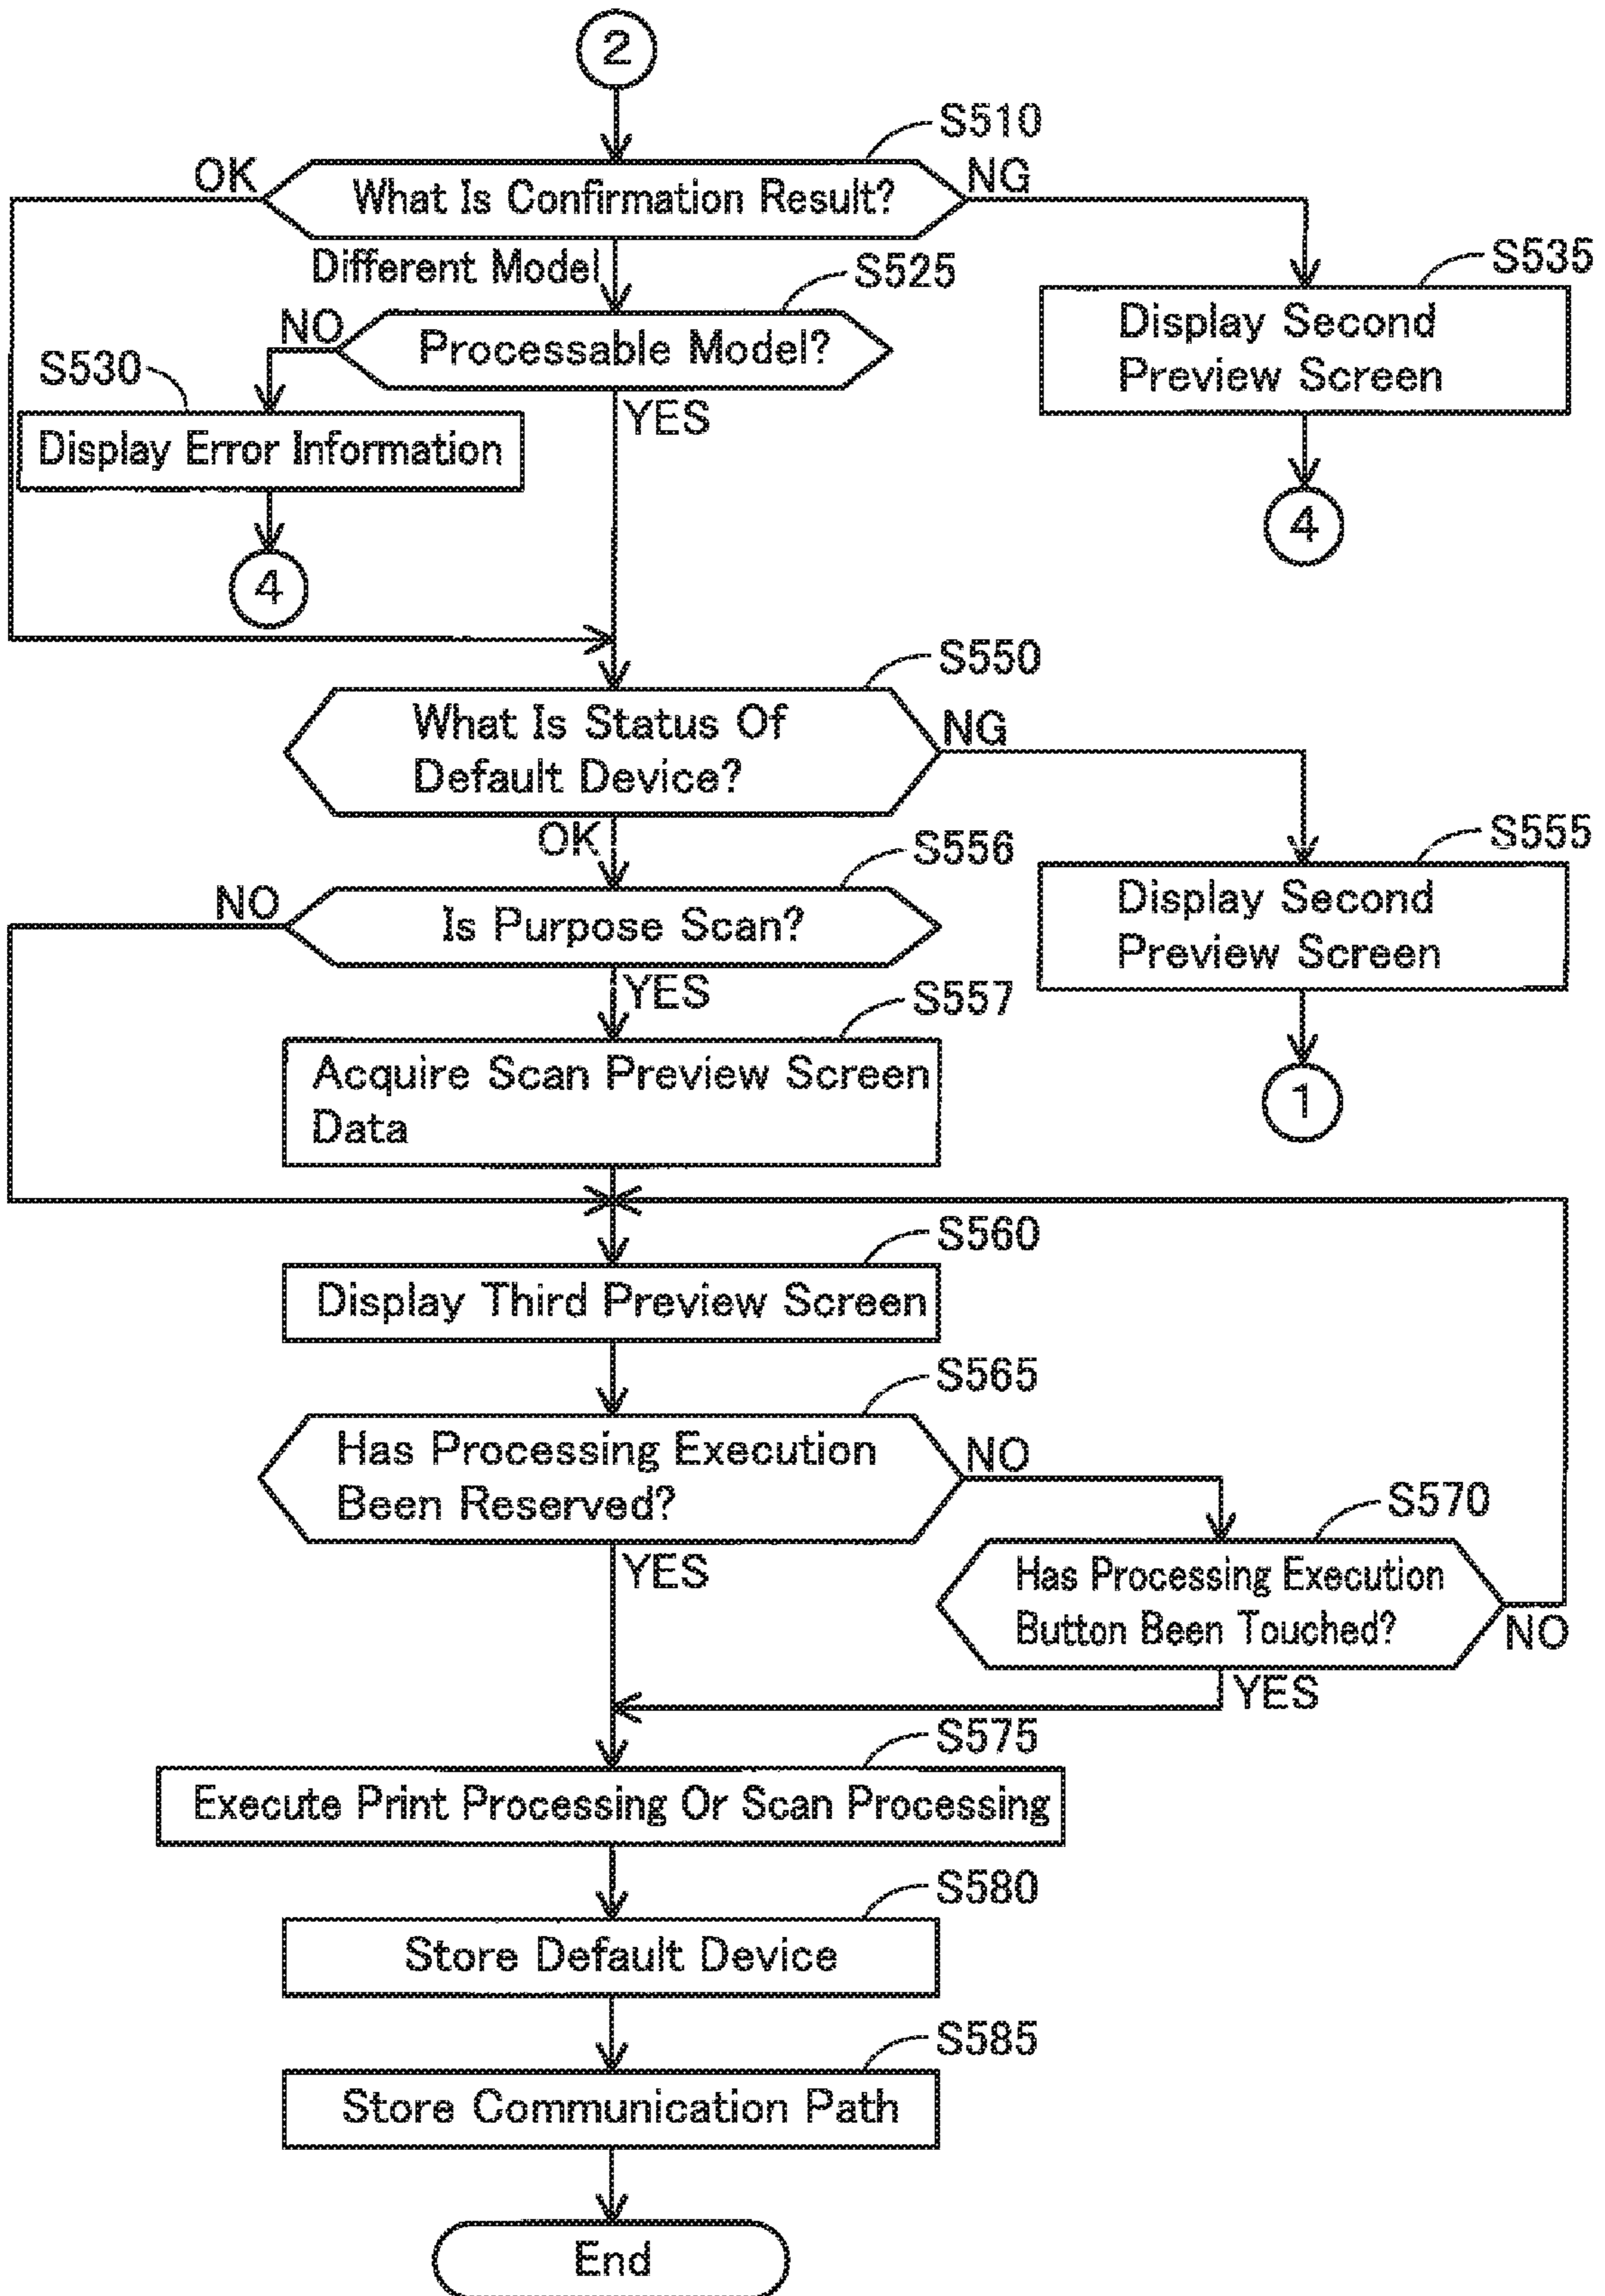 2
S510
OK
What Is Confirmation Result?
NG
Different Model
S525
S535
NO
Processable Model?
Display Second
Preview Screen
S530
YES
Display Error Information
4
4
S550
What Is Status Of
Default Device?
NG
OK
S556
S555
NO
Is Purpose Scan?
Display Second
Preview Screen
YES
S557
Acquire Scan Preview Screen
Data
1
S560
Display Third Preview Screen
S565
Has Processing Execution
Been Reserved?
NO
S570
YES
Has Processing Execution
Button Been Touched?
NO
YES
S575
Execute Print Processing Or Scan Processing
S580
Store Default Device
S585
Store Communication Path
End